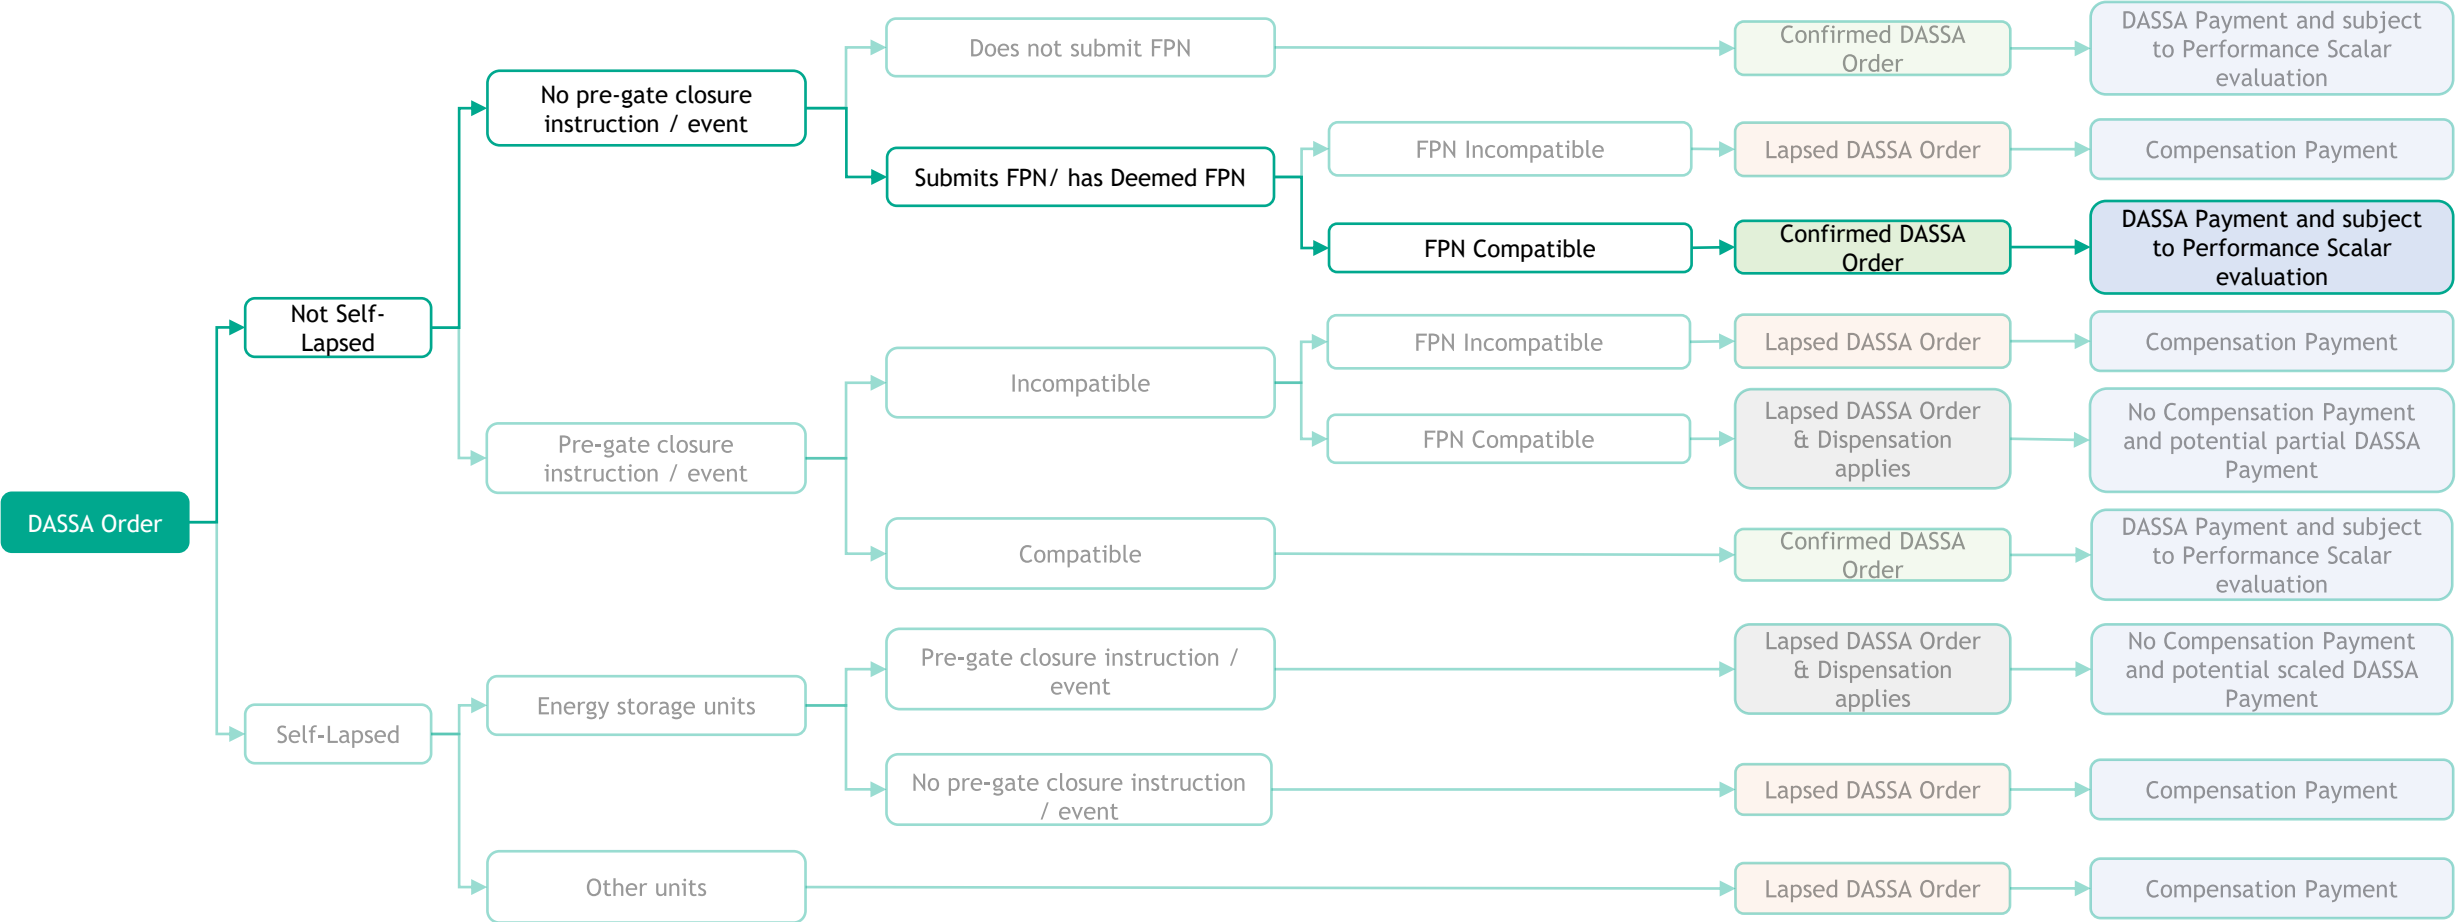 Does not submit FPN
Confirmed DASSA
Order
DASSA Payment and subject
to Performance Scalar
evaluation
No pre-gate closure
instruction / event
Submits FPN/ has Deemed FPN
FPN Incompatible
Lapsed DASSA Order
Compensation Payment
FPN Compatible
Confirmed DASSA
Order
DASSA Payment and subject
to Performance Scalar
evaluation
Not Self-
Lapsed
Incompatible
FPN Incompatible
Lapsed DASSA Order
Compensation Payment
Pre-gate closure
instruction / event
FPN Compatible
Lapsed DASSA Order
& Dispensation
applies
No Compensation Payment
and potential partial DASSA
Payment
DASSA Order
Compatible
Confirmed DASSA
Order
DASSA Payment and subject
to Performance Scalar
evaluation
Self-Lapsed
Energy storage units
Pre-gate closure instruction /
event
Lapsed DASSA Order
& Dispensation
applies
No Compensation Payment
and potential scaled DASSA
Payment
No pre-gate closure instruction
/ event
Lapsed DASSA Order
Compensation Payment
Other units
Lapsed DASSA Order
Compensation Payment